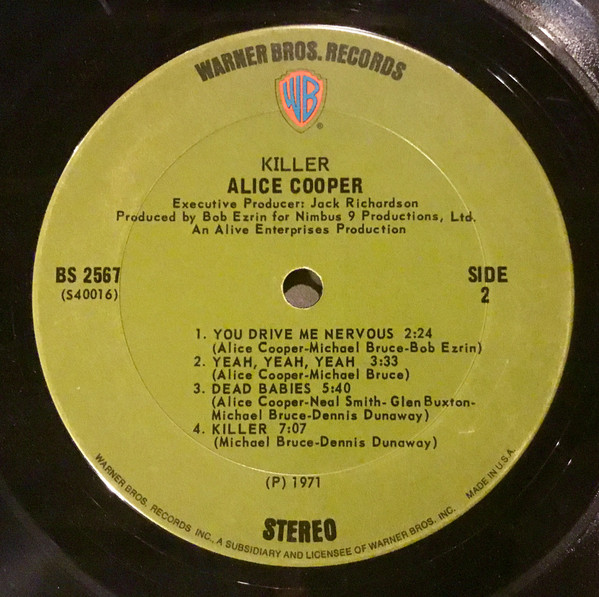 WARNER BROS. RECORDS
WB
®
KILLER
ALICE COOPER
Executive Producer: Jack Richardson
Produced by Bob Ezrin for Nimbus 9 Productions, Ltd.
An Alive Enterprises Production
BS 2567
(S40016)
SIDE
2
1. YOU DRIVE ME NERVOUS 2:24
(Alice Cooper-Michael Bruce-Bob Ezrin)
2. YEAH, YEAH, YEAH 3:33
(Alice Cooper-Michael Bruce)
3. DEAD BABIES 5:40
(Alice Cooper-Neal Smith- Glen Buxton-
Michael Bruce-Dennis Dunaway)
4. KILLER 7:07
(Michael Bruce-Dennis Dunaway)
(P) 1971
STEREO
WARNER BROS. RECORDS INC., A SUBSIDIARY AND LICENSEE OF WARNER BROS., INC. MADE IN U.S.A.